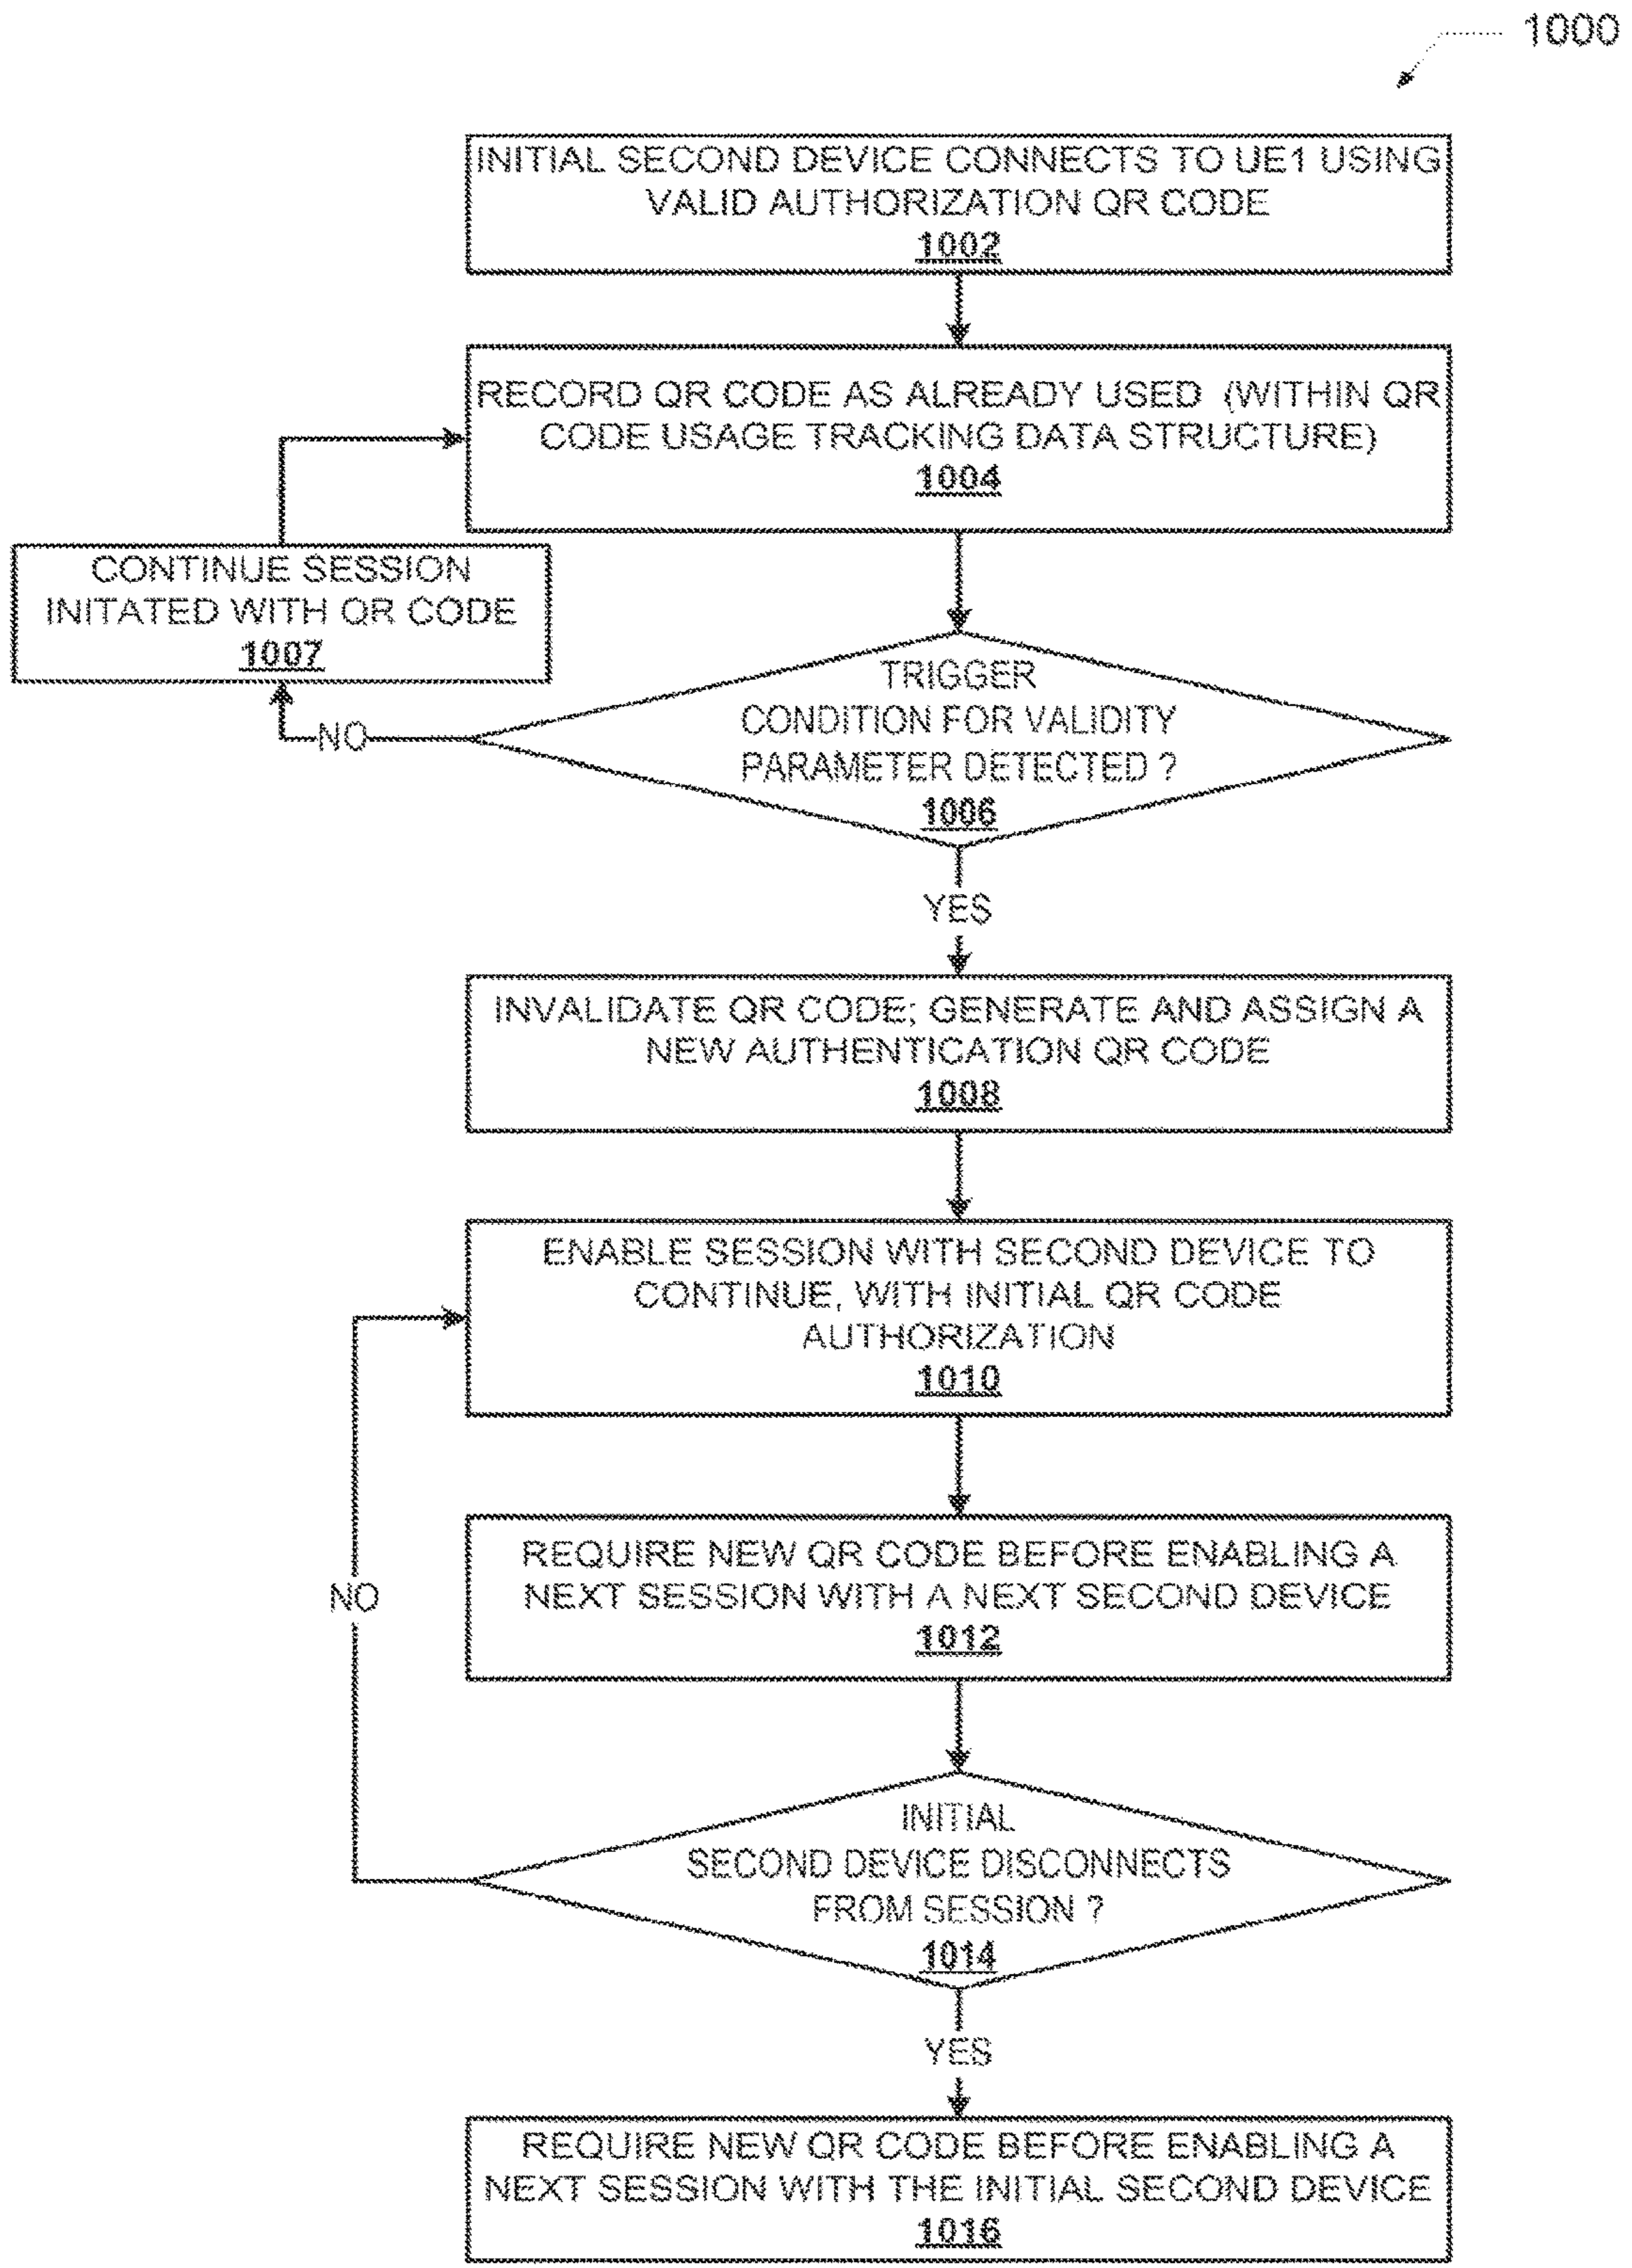 1000
INITIAL SECOND DEVICE CONNECTS TO UE1 USING
VALID AUTHORIZATION QR CODE
1002
RECORD QR CODE AS ALREADY USED (WITHIN QR
CODE USAGE TRACKING DATA STRUCTURE)
1004
CONTINUE SESSION
INITATED WITH QR CODE
1007
TRIGGER
CONDITION FOR VALIDITY
PARAMETER DETECTED ?
1006
NO
YES
INVALIDATE QR CODE; GENERATE AND ASSIGN A
NEW AUTHENTICATION QR CODE
1008
ENABLE SESSION WITH SECOND DEVICE TO
CONTINUE, WITH INITIAL QR CODE
AUTHORIZATION
1010
REQUIRE NEW QR CODE BEFORE ENABLING A
NEXT SESSION WITH A NEXT SECOND DEVICE
1012
NO
INITIAL
SECOND DEVICE DISCONNECTS
FROM SESSION ?
1014
YES
REQUIRE NEW QR CODE BEFORE ENABLING A
NEXT SESSION WITH THE INITIAL SECOND DEVICE
1016